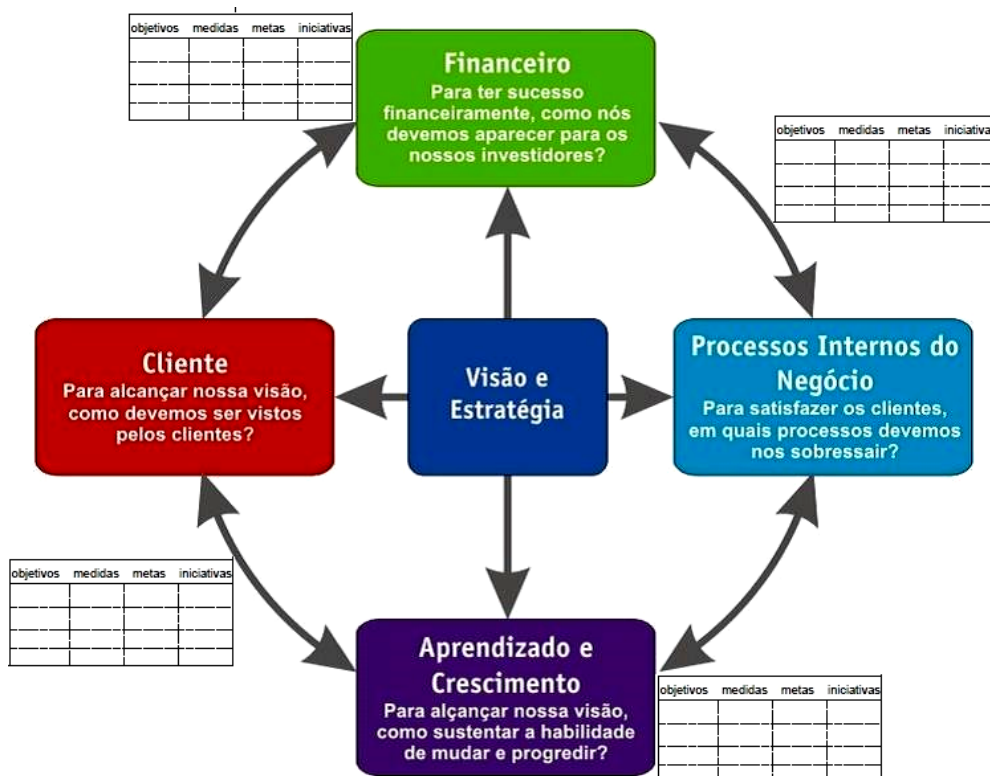 objetivos medidas metas iniciativas
Financeiro
Para ter sucesso
financeiramente, como nós
devemos aparecer para os
nossos investidores?
objetivos medidas metas iniciativa
Cliente
Para alcançar nossa visão,
como devemos ser vistos
pelos clientes?
Visão e
Estratégia
Processos Internos do
Negócio
Para satisfazer os clientes,
em quais processos devemos
nos sobressair?
objetivos medidas metas iniciativas
Aprendizado e
Crescimento
Para alçançar nossa visão,
como sustentar a habilidade
de mudar e progredir?
objetivos medidas metas iniciativas